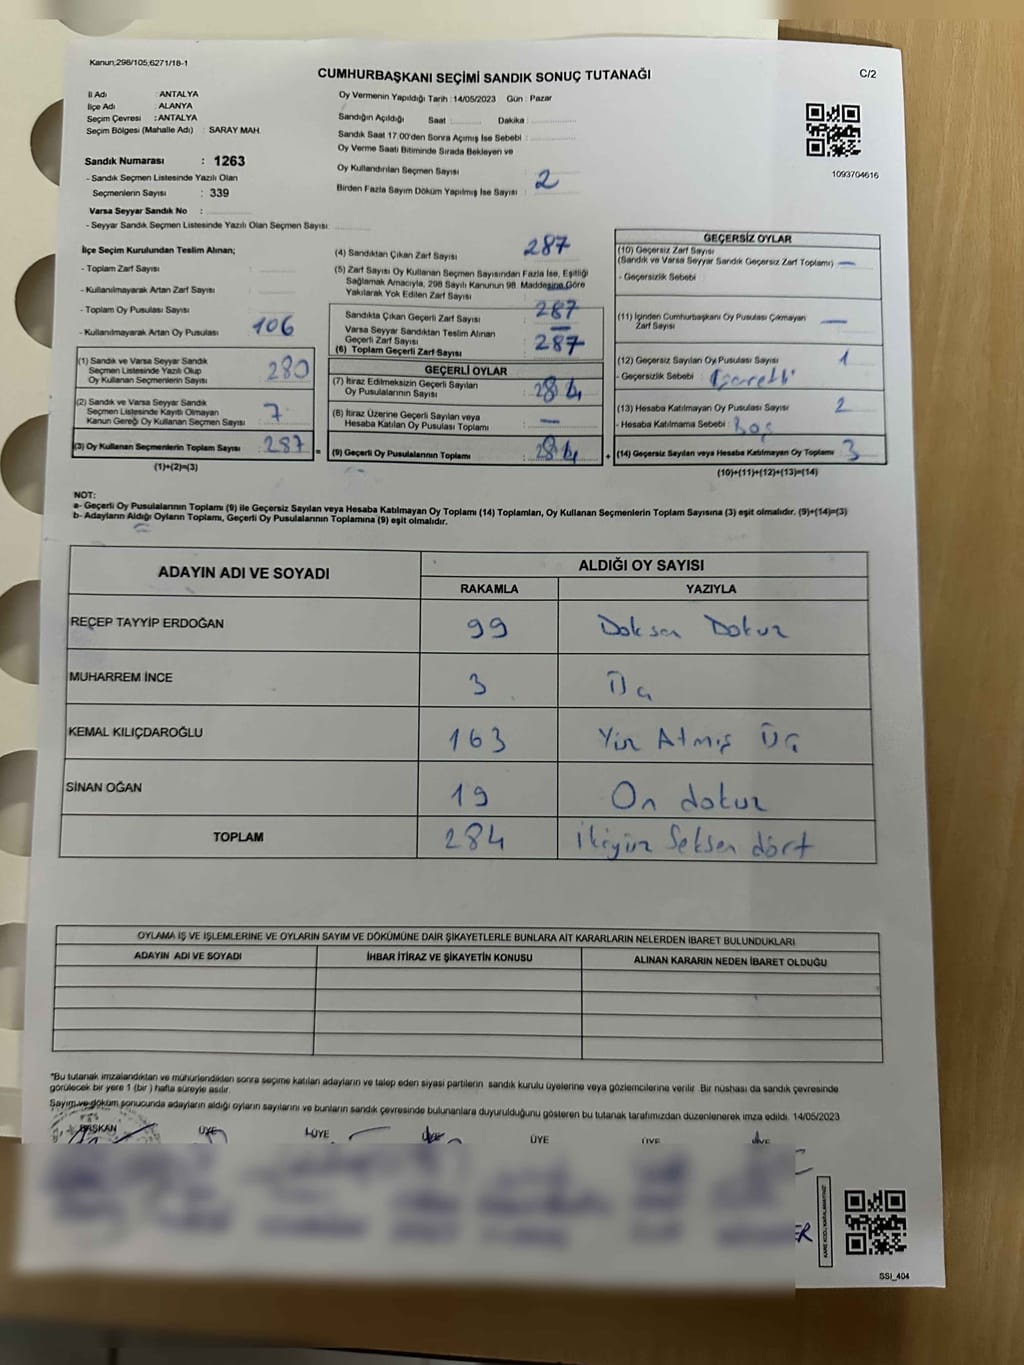 Kanun;298/105,6271/18-1
CUMHURBAŞKANI SEÇİMİ SANDIK SONUÇ TUTANAĞI
C/2
İl Adı : ANTALYA
İlçe Adı : ALANYA
Seçim Çevresi : ANTALYA
Seçim Bölgesi (Mahalle Adı) : SARAY MAH.
Sandık Numarası : 1263
- Sandık Seçmen Listesinde Yazılı Olan
Seçmenlerin Sayısı : 339
Varsa Seyyar Sandık No :
- Seyyar Sandık Seçmen Listesinde Yazılı Olan Seçmen Sayısı:
Oy Vermenin Yapıldığı Tarih : 14/05/2023 Gün : Pazar
Sandığın Açıldığı Saat : Dakika :
Sandık Saat 17:00'den Sonra Açımış İse Sebebi :
Oy Verme Saati Bitiminde Sırada Bekleyen ve
Oy Kullandırılan Seçmen Sayısı : 2
Birden Fazla Sayım Döküm Yapılmış İse Sayısı :
1093704616
İlçe Seçim Kurulundan Teslim Alınan;
- Toplam Zarf Sayısı :
- Kullanılmayarak Artan Zarf Sayısı :
- Toplam Oy Pusulası Sayısı :
- Kullanılmayarak Artan Oy Pusulası : 106
(1) Sandık ve Varsa Seyyar Sandık
Seçmen Listesinde Yazılı Olup
Oy Kullanan Seçmenlerin Sayısı : 280
(2) Sandık ve Varsa Seyyar Sandık
Seçmen Listesinde Kayıtlı Olmayan
Kanun Gereği Oy Kullanan Seçmen Sayısı : 7
(3) Oy Kullanan Seçmenlerin Toplam Sayısı : 287
(1)+(2)=(3)
(4) Sandıktan Çıkan Zarf Sayısı : 287
(5) Zarf Sayısı Oy Kullanan Seçmen Sayısından Fazla İse, Eşitliği
Sağlamak Amacıyla, 298 Sayılı Kanunun 98. Maddesine Göre
Yakılarak Yok Edilen Zarf Sayısı : —
Sandıkta Çıkan Geçerli Zarf Sayısı : 287
Varsa Seyyar Sandıktan Teslim Alınan
Geçerli Zarf Sayısı : —
(6) Toplam Geçerli Zarf Sayısı : 287
GEÇERLİ OYLAR
(7) İtiraz Edilmeksizin Geçerli Sayılan
Oy Pusulalarının Sayısı : 284
(8) İtiraz Üzerine Geçerli Sayılan veya
Hesaba Katılan Oy Pusulası Toplamı : —
= (9) Geçerli Oy Pusulalarının Toplamı : 284
GEÇERSİZ OYLAR
(10) Geçersiz Zarf Sayısı
(Sandık ve Varsa Seyyar Sandık Geçersiz Zarf Toplamı) : —
- Geçersizlik Sebebi :
(11) İçinden Cumhurbaşkanı Oy Pusulası Çıkmayan
Zarf Sayısı : —
(12) Geçersiz Sayılan Oy Pusulası Sayısı : 1
- Geçersizlik Sebebi : İşaretli
(13) Hesaba Katılmayan Oy Pusulası Sayısı : 2
- Hesaba Katılmama Sebebi : Boş
+ (14) Geçersiz Sayılan veya Hesaba Katılmayan Oy Toplamı : 3
(10)+(11)+(12)+(13)=(14)
NOT:
a- Geçerli Oy Pusulalarının Toplamı (9) ile Geçersiz Sayılan veya Hesaba Katılmayan Oy Toplamı (14) Toplamları, Oy Kullanan Seçmenlerin Toplam Sayısına (3) eşit olmalıdır. (9)+(14)=(3)
b- Adayların Aldığı Oyların Toplamı, Geçerli Oy Pusulalarının Toplamına (9) eşit olmalıdır.
ADAYIN ADI VE SOYADI
ALDIĞI OY SAYISI
RAKAMLA YAZIYLA
RECEP TAYYİP ERDOĞAN 99 Doksan Dokuz
MUHARREM İNCE 3 Üç
KEMAL KILIÇDAROĞLU 163 Yüz Atmış Üç
SİNAN OĞAN 19 On dokuz
TOPLAM 284 İkiyüz Seksen dört
OYLAMA İŞ VE İŞLEMLERİNE VE OYLARIN SAYIM VE DÖKÜMÜNE DAİR ŞİKAYETLERLE BUNLARA AİT KARARLARIN NELERDEN İBARET BULUNDUKLARI
ADAYIN ADI VE SOYADI İHBAR İTİRAZ VE ŞİKAYETİN KONUSU ALINAN KARARIN NEDEN İBARET OLDUĞU
*Bu tutanak imzalandıktan ve mühürlendikten sonra seçime katılan adayların ve talep eden siyasi partilerin sandık kurulu üyelerine veya gözlemcilerine verilir .Bir nüshası da sandık çevresinde
görülecek bir yere 1 (bir ) hafta süreyle asılır.
Sayım ve döküm sonucunda adayların aldığı oyların sayılarını ve bunların sandık çevresinde bulunanlara duyurulduğunu gösteren bu tutanak tarafımızdan düzenlenerek imza edildi. 14/05/2023
BAŞKAN ÜYE ÜYE ÜYE ÜYE ÜYE ÜYE
KARE KODU KARALAMAYINIZ
SSI_404